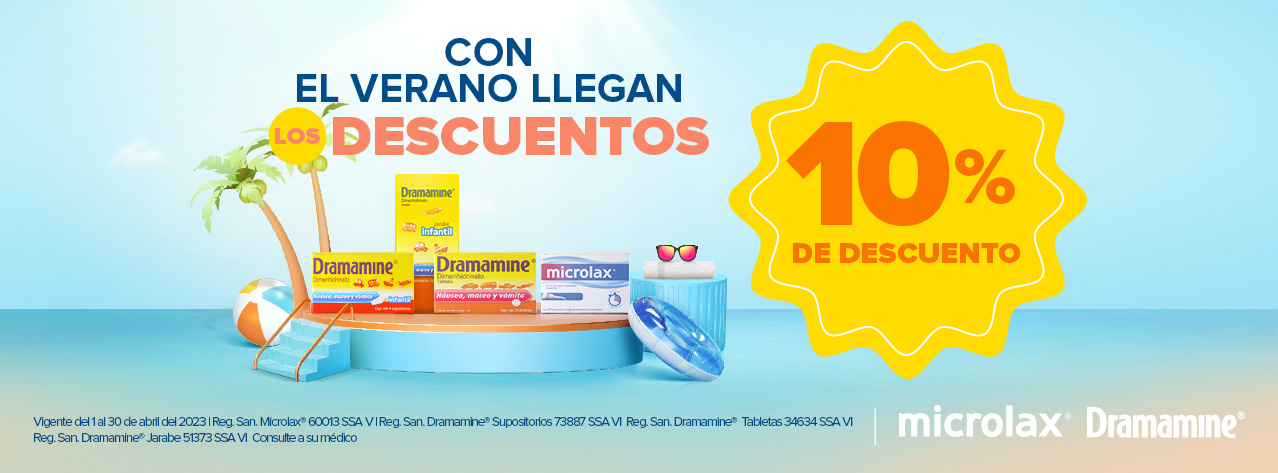 CON
EL VERANO LLEGAN
LOS DESCUENTOS
10%
DE DESCUENTO
Dramamine®
Dimenhidrinato
Jarabe
Jarabe
infantil
Dramamine®
Dimenhidrinato
Náusea, mareo y vómito
infantil
Dramamine®
Dimenhidrinato
Tabletas
Náusea, mareo y vómito
microlax®
Vigente del 1 al 30 de abril del 2023 | Reg. San. Microlax® 60013 SSA V | Reg. San. Dramamine® Supositorios 73887 SSA VI Reg. San. Dramamine® Tabletas 34634 SSA VI
Reg. San. Dramamine® Jarabe 51373 SSA VI Consulte a su médico
microlax® Dramamine®